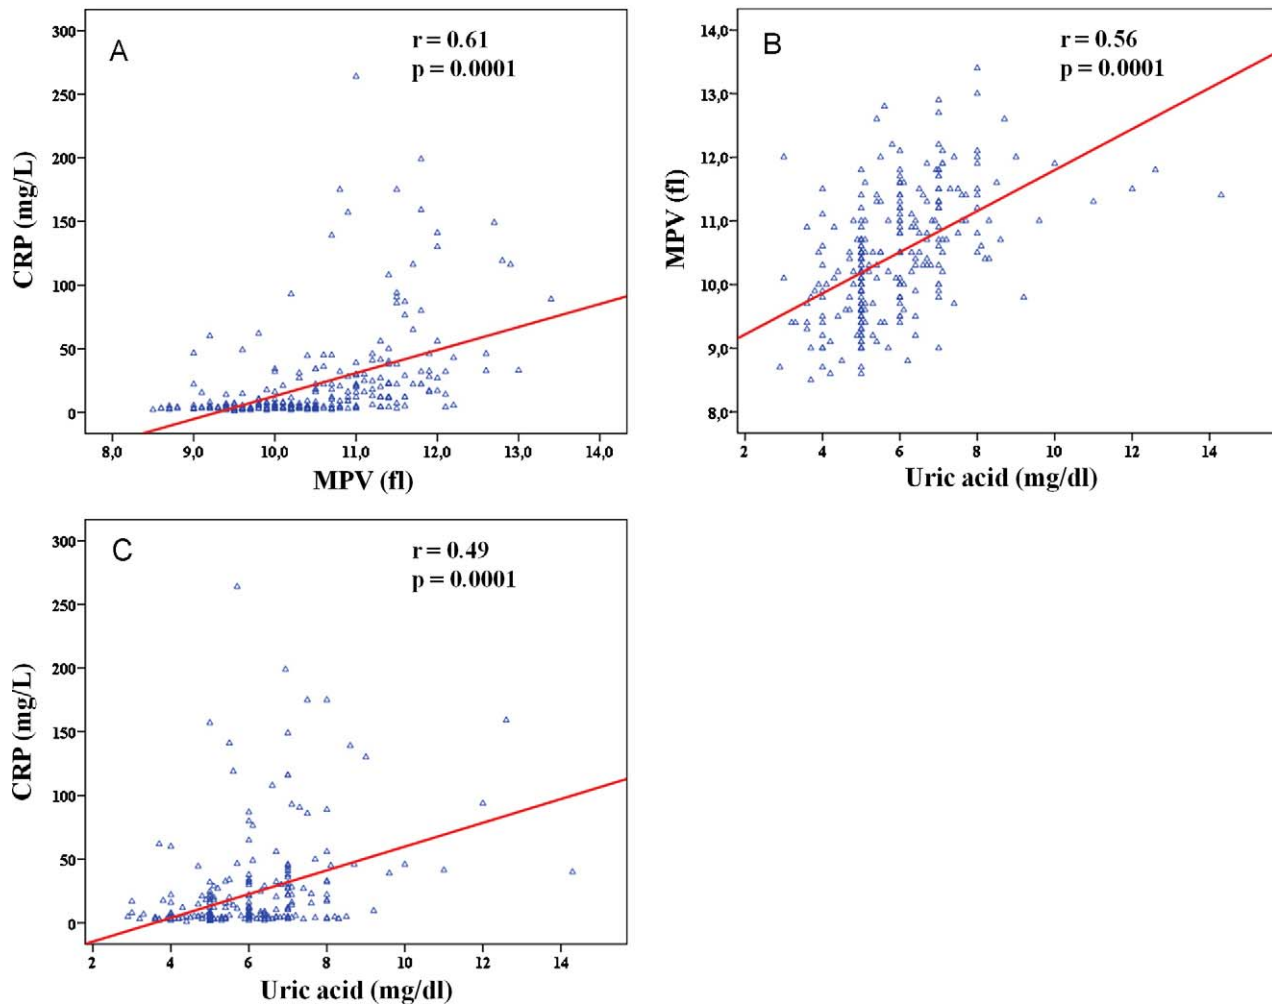 A
r = 0.61
p = 0.0001
300
250
200
150
100
50
0
CRP (mg/L)
8,0 9,0 10,0 11,0 12,0 13,0 14,0
MPV (fl)
B
r = 0.56
p = 0.0001
14,0
13,0
12,0
11,0
10,0
9,0
8,0
MPV (fl)
2 4 6 8 10 12 14
Uric acid (mg/dl)
C
r = 0.49
p = 0.0001
300
250
200
150
100
50
0
CRP (mg/L)
2 4 6 8 10 12 14
Uric acid (mg/dl)